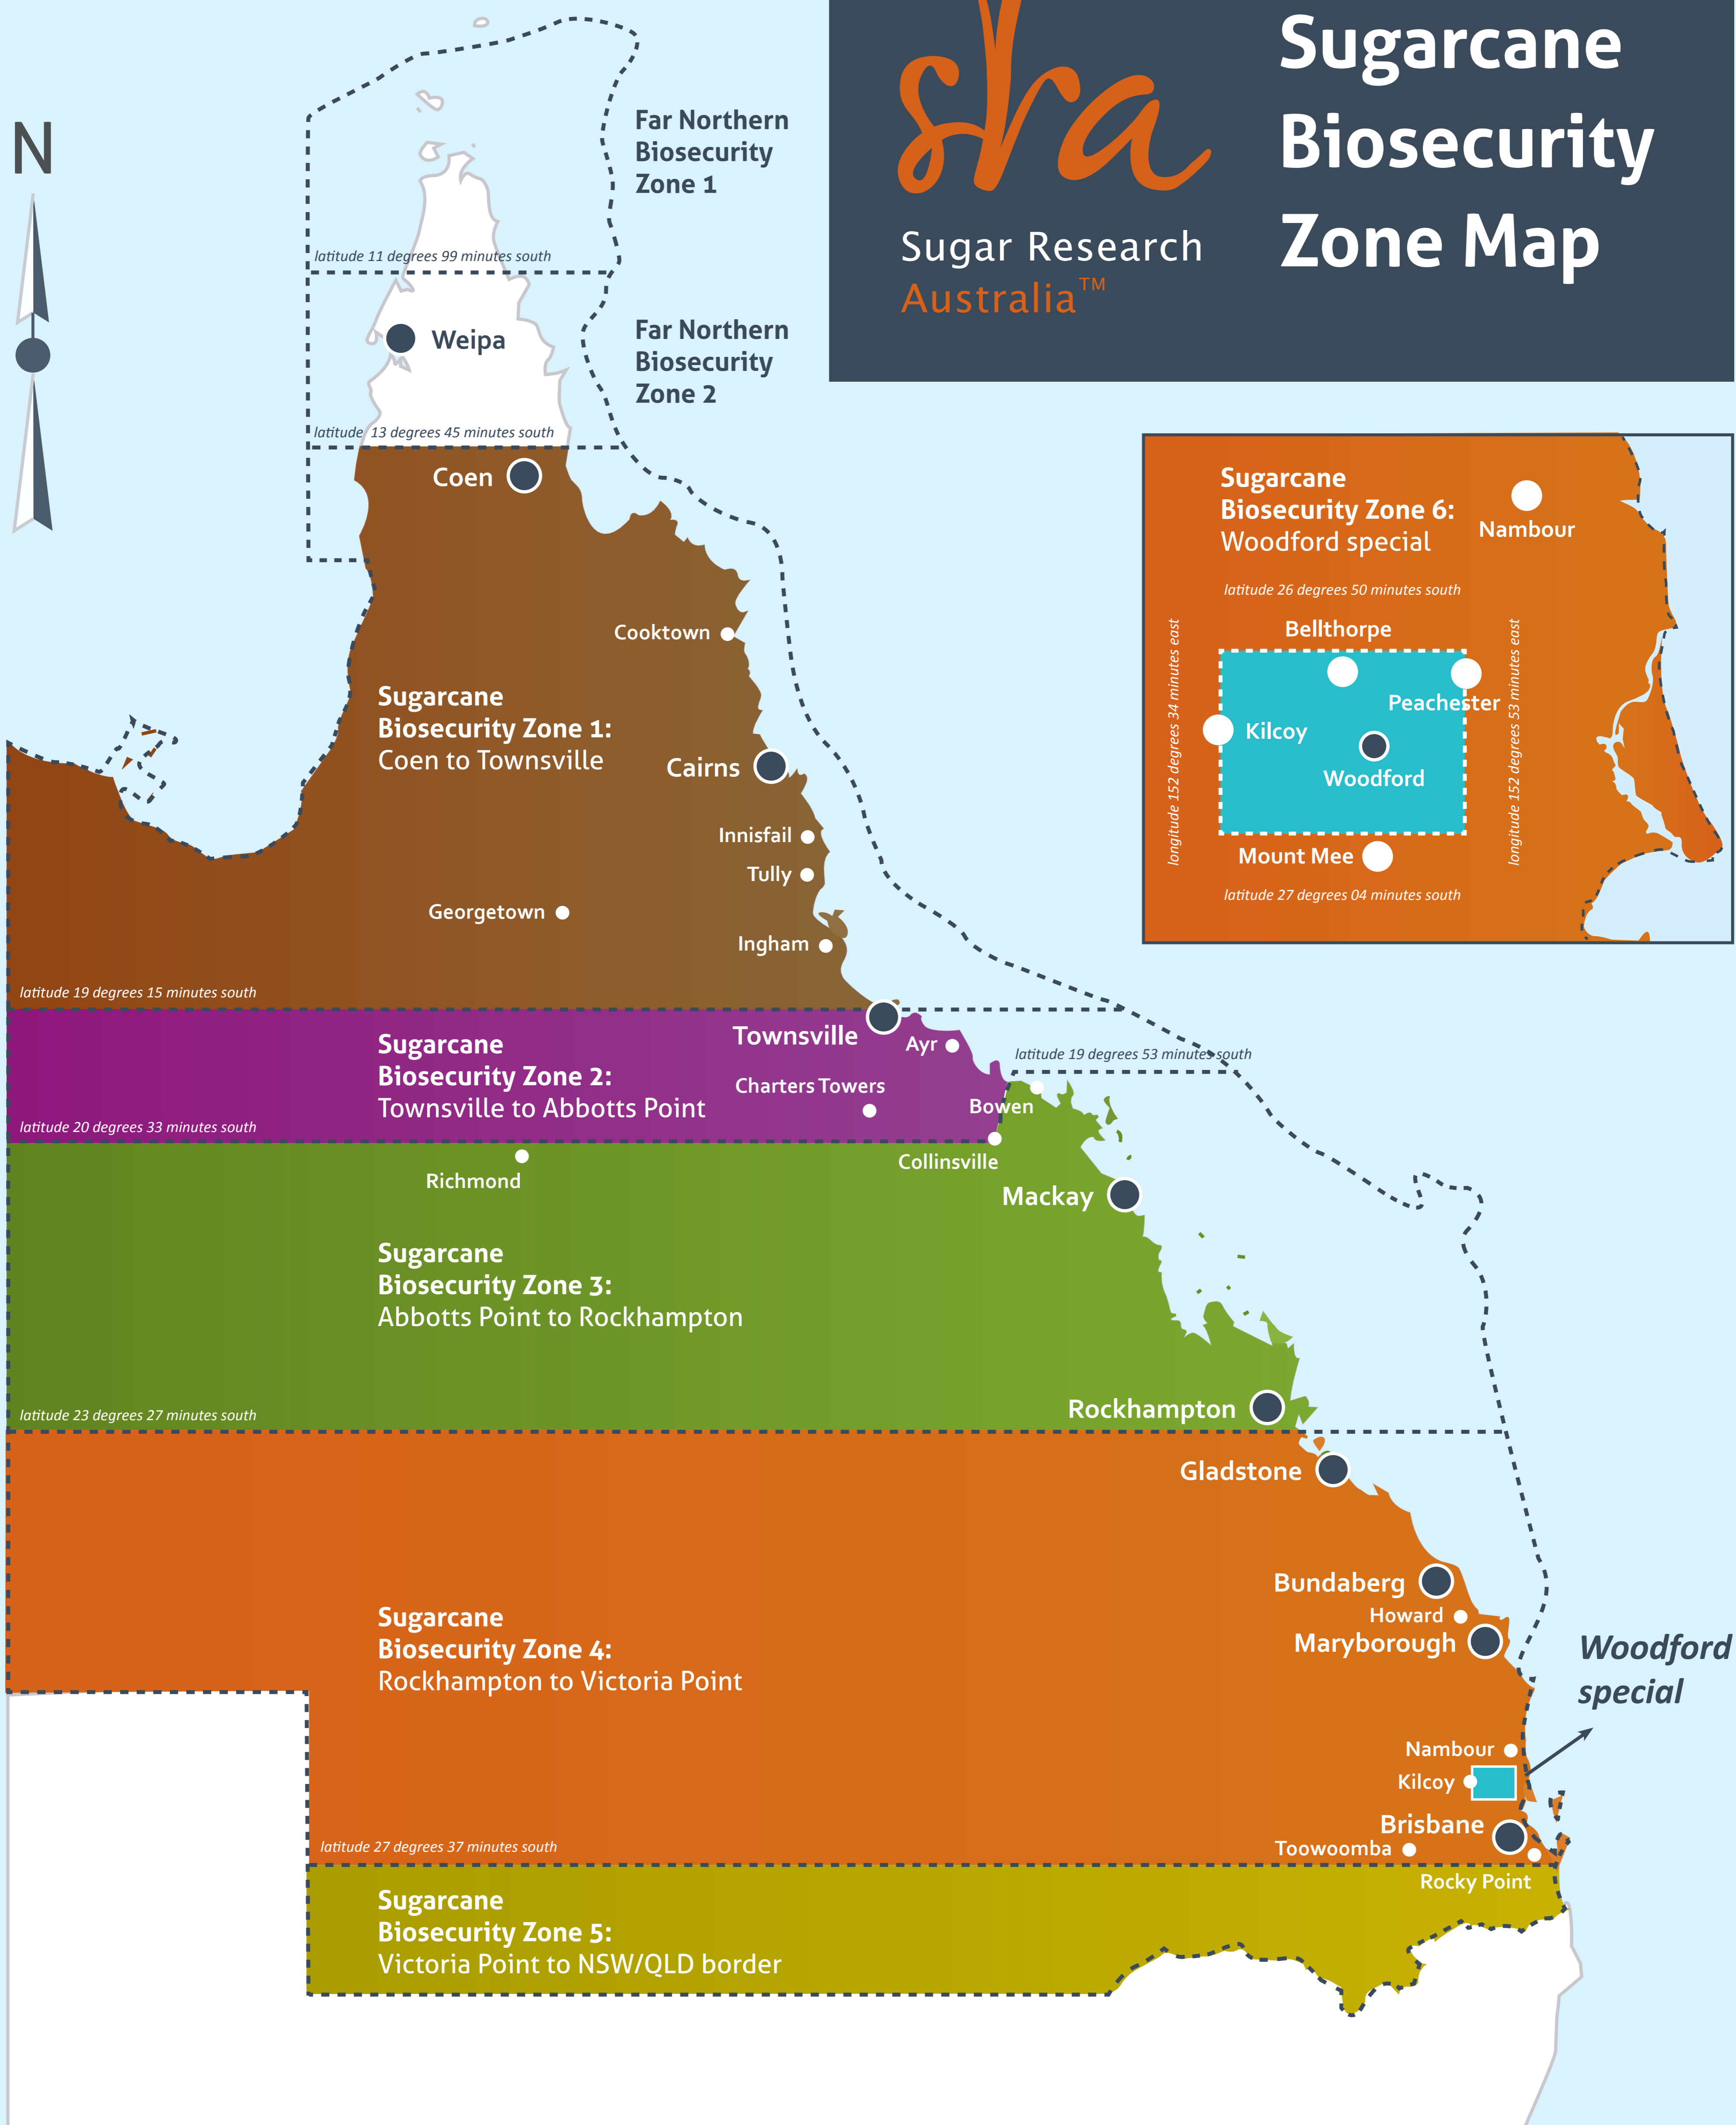 sra
Sugar Research
Australia™
Sugarcane
Biosecurity
Zone Map
N
Far Northern
Biosecurity
Zone 1
latitude 11 degrees 99 minutes south
Weipa
Far Northern
Biosecurity
Zone 2
latitude 13 degrees 45 minutes south
Coen
Cooktown
Sugarcane
Biosecurity Zone 1:
Coen to Townsville
Cairns
Innisfail
Tully
Georgetown
Ingham
latitude 19 degrees 15 minutes south
Sugarcane
Biosecurity Zone 6:
Woodford special
Nambour
latitude 26 degrees 50 minutes south
Bellthorpe
longitude 152 degrees 34 minutes east
longitude 152 degrees 53 minutes east
Peachester
Kilcoy
Woodford
Mount Mee
latitude 27 degrees 04 minutes south
Townsville
Ayr
Sugarcane
Biosecurity Zone 2:
Townsville to Abbotts Point
Charters Towers
latitude 19 degrees 53 minutes south
Bowen
latitude 20 degrees 33 minutes south
Collinsville
Richmond
Mackay
Sugarcane
Biosecurity Zone 3:
Abbotts Point to Rockhampton
Rockhampton
latitude 23 degrees 27 minutes south
Gladstone
Bundaberg
Howard
Maryborough
Sugarcane
Biosecurity Zone 4:
Rockhampton to Victoria Point
Woodford
special
Nambour
Kilcoy
Brisbane
Toowoomba
latitude 27 degrees 37 minutes south
Rocky Point
Sugarcane
Biosecurity Zone 5:
Victoria Point to NSW/QLD border